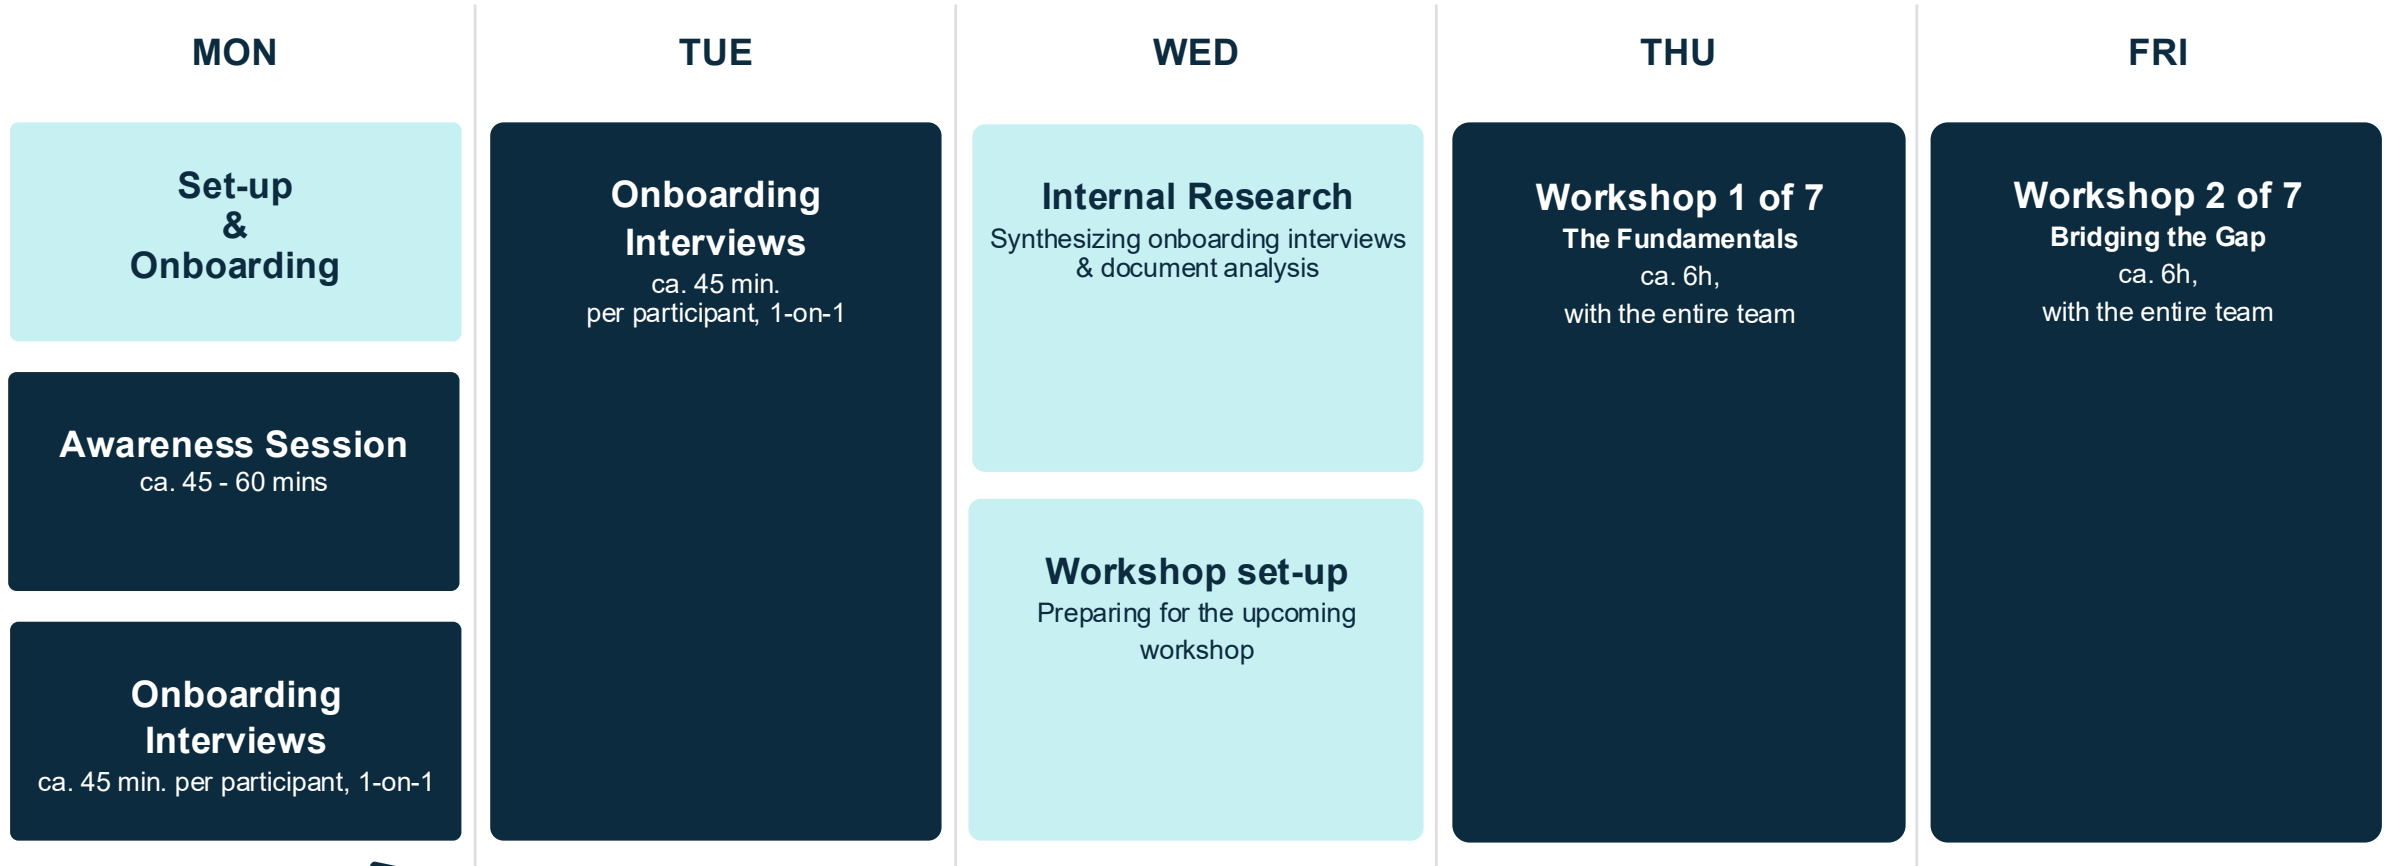 MON
Set-up
&
Onboarding
Awareness Session
ca. 45 - 60 mins
Onboarding
Interviews
ca. 45 min. per participant, 1-on-1
TUE
Onboarding
Interviews
ca. 45 min.
per participant, 1-on-1
WED
Internal Research
Synthesizing onboarding interviews
& document analysis
Workshop set-up
Preparing for the upcoming
workshop
THU
Workshop 1 of 7
The Fundamentals
ca. 6h,
with the entire team
FRI
Workshop 2 of 7
Bridging the Gap
ca. 6h,
with the entire team